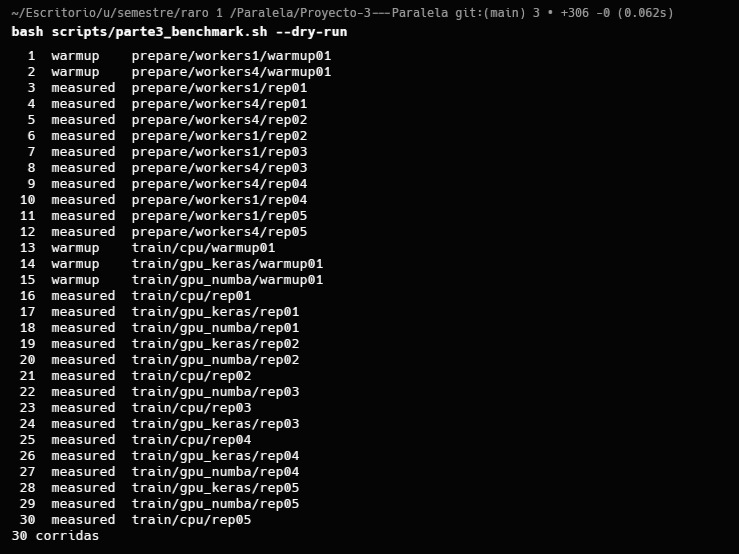 ~/Escritorio/u/semestre/raro 1 /Paralela/Proyecto-3---Paralela git:(main) 3 • +306 -0 (0.062s)
bash scripts/parte3_benchmark.sh --dry-run
1 warmup prepare/workers1/warmup01
2 warmup prepare/workers4/warmup01
3 measured prepare/workers1/rep01
4 measured prepare/workers4/rep01
5 measured prepare/workers4/rep02
6 measured prepare/workers1/rep02
7 measured prepare/workers1/rep03
8 measured prepare/workers4/rep03
9 measured prepare/workers4/rep04
10 measured prepare/workers1/rep04
11 measured prepare/workers1/rep05
12 measured prepare/workers4/rep05
13 warmup train/cpu/warmup01
14 warmup train/gpu_keras/warmup01
15 warmup train/gpu_numba/warmup01
16 measured train/cpu/rep01
17 measured train/gpu_keras/rep01
18 measured train/gpu_numba/rep01
19 measured train/gpu_keras/rep02
20 measured train/gpu_numba/rep02
21 measured train/cpu/rep02
22 measured train/gpu_numba/rep03
23 measured train/cpu/rep03
24 measured train/gpu_keras/rep03
25 measured train/cpu/rep04
26 measured train/gpu_keras/rep04
27 measured train/gpu_numba/rep04
28 measured train/gpu_keras/rep05
29 measured train/gpu_numba/rep05
30 measured train/cpu/rep05
30 corridas